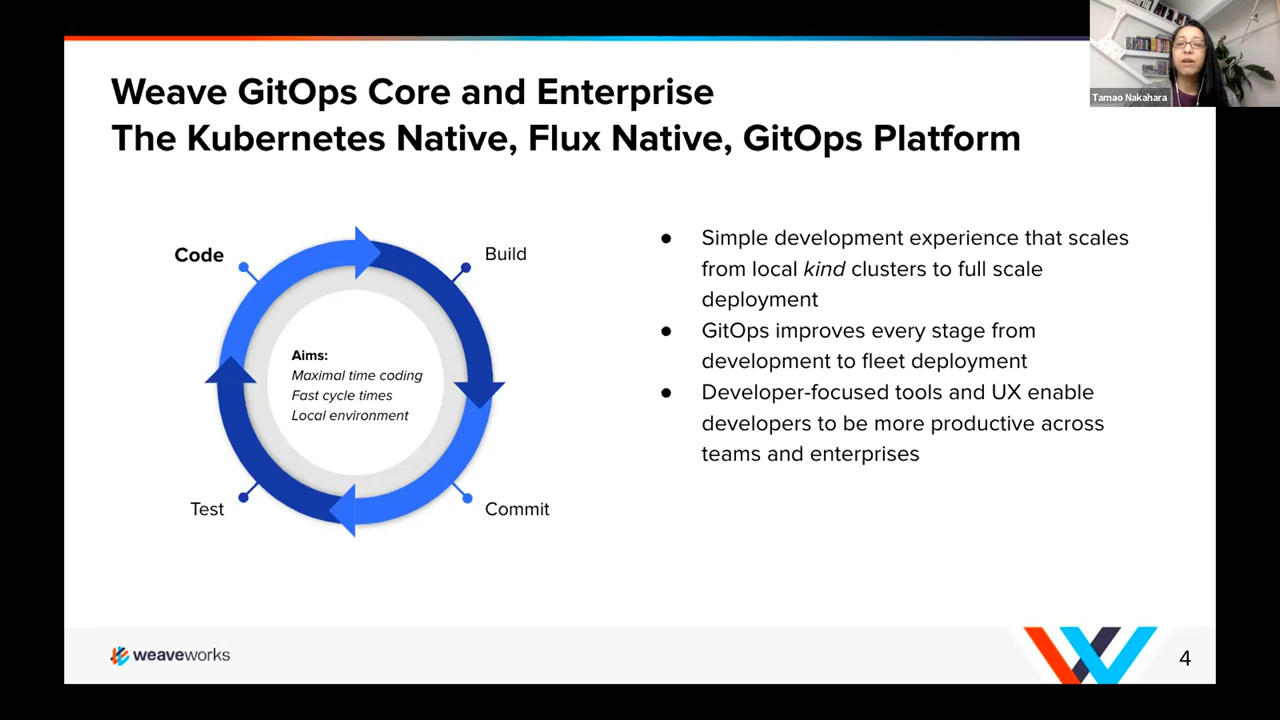 Weave GitOps Core and Enterprise
The Kubernetes Native, Flux Native, GitOps Platform
Tamao Nakahara
Code
Build
Aims:
Maximal time coding
Fast cycle times
Local environment
Test
Commit
● Simple development experience that scales
from local kind clusters to full scale
deployment
● GitOps improves every stage from
development to fleet deployment
● Developer-focused tools and UX enable
developers to be more productive across
teams and enterprises
weaveworks
4